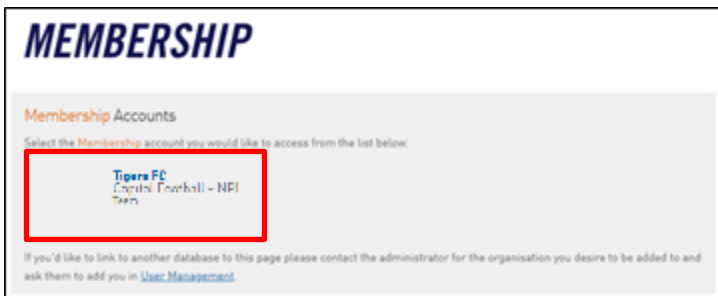 MEMBERSHIP
Membership Accounts
Select the Membership account you would like to access from the list below.
Tigers FC
Capital Football - NPL
Team
If you'd like to link to another database to this page please contact the administrator for the organisation you desire to be added to and
ask them to add you in User Management.